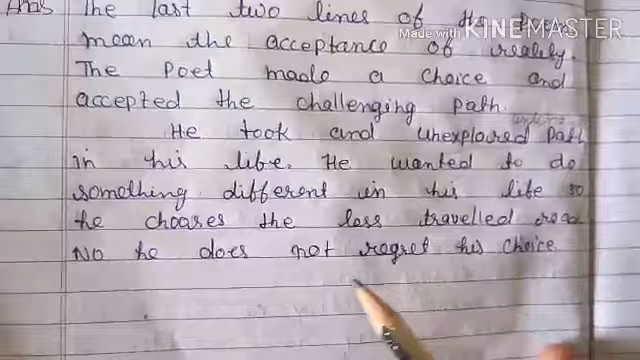 Ans The last two lines of the
Made with KINEMASTER
mean the acceptance of reality.
The Poet made a choice and
accepted the challenging path.
He took and unexplored path
in his life. He wanted to do
something different in his life so
he chooses the less travelled road
No he does not regret his choice